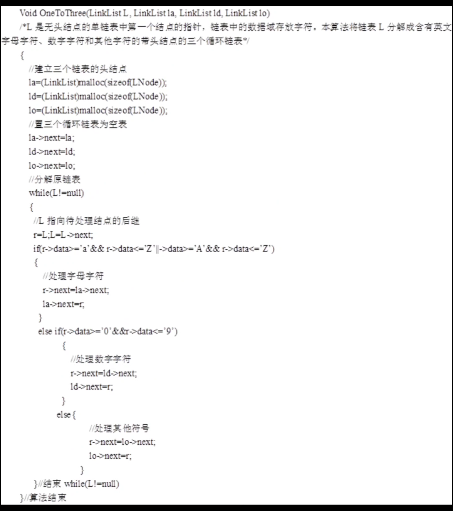 Void OneToThree(LinkList L, LinkList la, LinkList ld, LinkList lo)
/*L 是无头结点的单链表中第一个结点的指针，链表中的数据域存放字符。本算法将链表 L 分解成含有英文
字母字符、数字字符和其他字符的带头结点的三个循环链表*/
{
//建立三个链表的头结点
la=(LinkList)malloc(sizeof(LNode));
ld=(LinkList)malloc(sizeof(LNode));
lo=(LinkList)malloc(sizeof(LNode));
//置三个循环链表为空表
la->next=la;
ld->next=ld;
lo->next=lo;
//分解原链表
while(L!=null)
{
//L 指向待处理结点的后继
r=L;L=L->next;
if(r->data>='a'&& r->data<='Z'||->data>='A'&& r->data<='Z')
{
//处理字母字符
r->next=la->next;
la->next=r;
}
else if(r->data>='0'&&r->data<='9')
{
//处理数字字符
r->next=ld->next;
ld->next=r;
}
else {
//处理其他符号
r->next=lo->next;
lo->next=r;
}
}//结束 while(L!=null)
}//算法结束